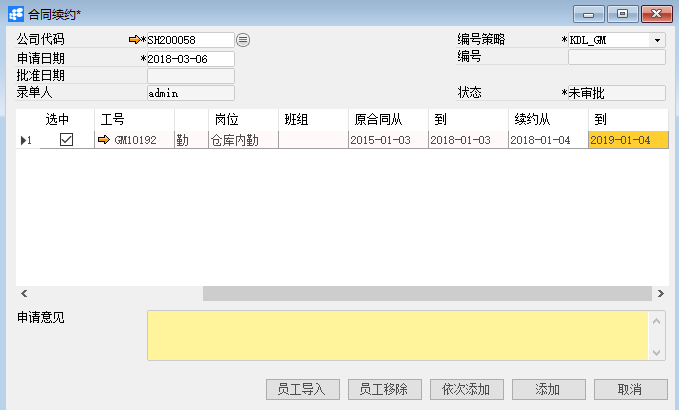 合同续约*
公司代码 *SH200058 编号策略 *KDL_GM
申请日期 *2018-03-06 编号
批准日期
录单人 admin 状态 *未审批
选中 工号 岗位 班组 原合同从 到 续约从 到
1 GM10192 勤 仓库内勤 2015-01-03 2018-01-03 2018-01-04 2019-01-04
申请意见
员工导入 员工移除 依次添加 添加 取消